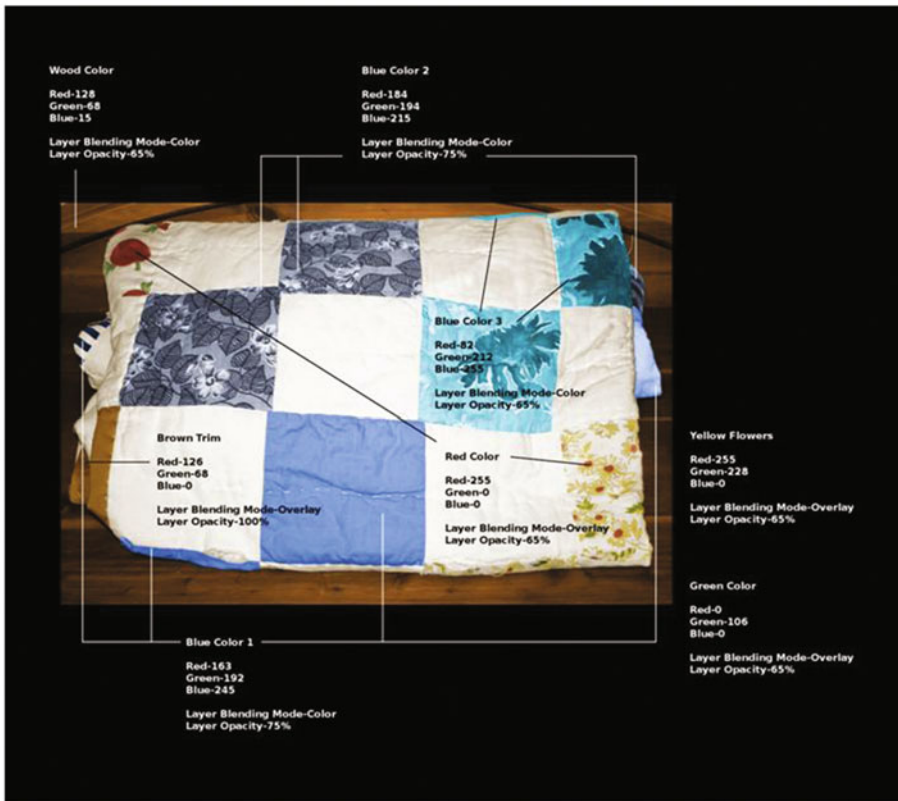 Wood Color
Red-128
Green-68
Blue-15
Layer Blending Mode-Color
Layer Opacity-65%
Blue Color 2
Red-184
Green-194
Blue-215
Layer Blending Mode-Color
Layer Opacity-75%
Blue Color 3
Red-82
Green-212
Blue-255
Layer Blending Mode-Color
Layer Opacity-65%
Brown Trim
Red-126
Green-68
Blue-0
Layer Blending Mode-Overlay
Layer Opacity-100%
Red Color
Red-255
Green-0
Blue-0
Layer Blending Mode-Overlay
Layer Opacity-65%
Yellow Flowers
Red-255
Green-228
Blue-0
Layer Blending Mode-Overlay
Layer Opacity-65%
Green Color
Red-0
Green-106
Blue-0
Layer Blending Mode-Overlay
Layer Opacity-65%
Blue Color 1
Red-163
Green-192
Blue-245
Layer Blending Mode-Color
Layer Opacity-75%